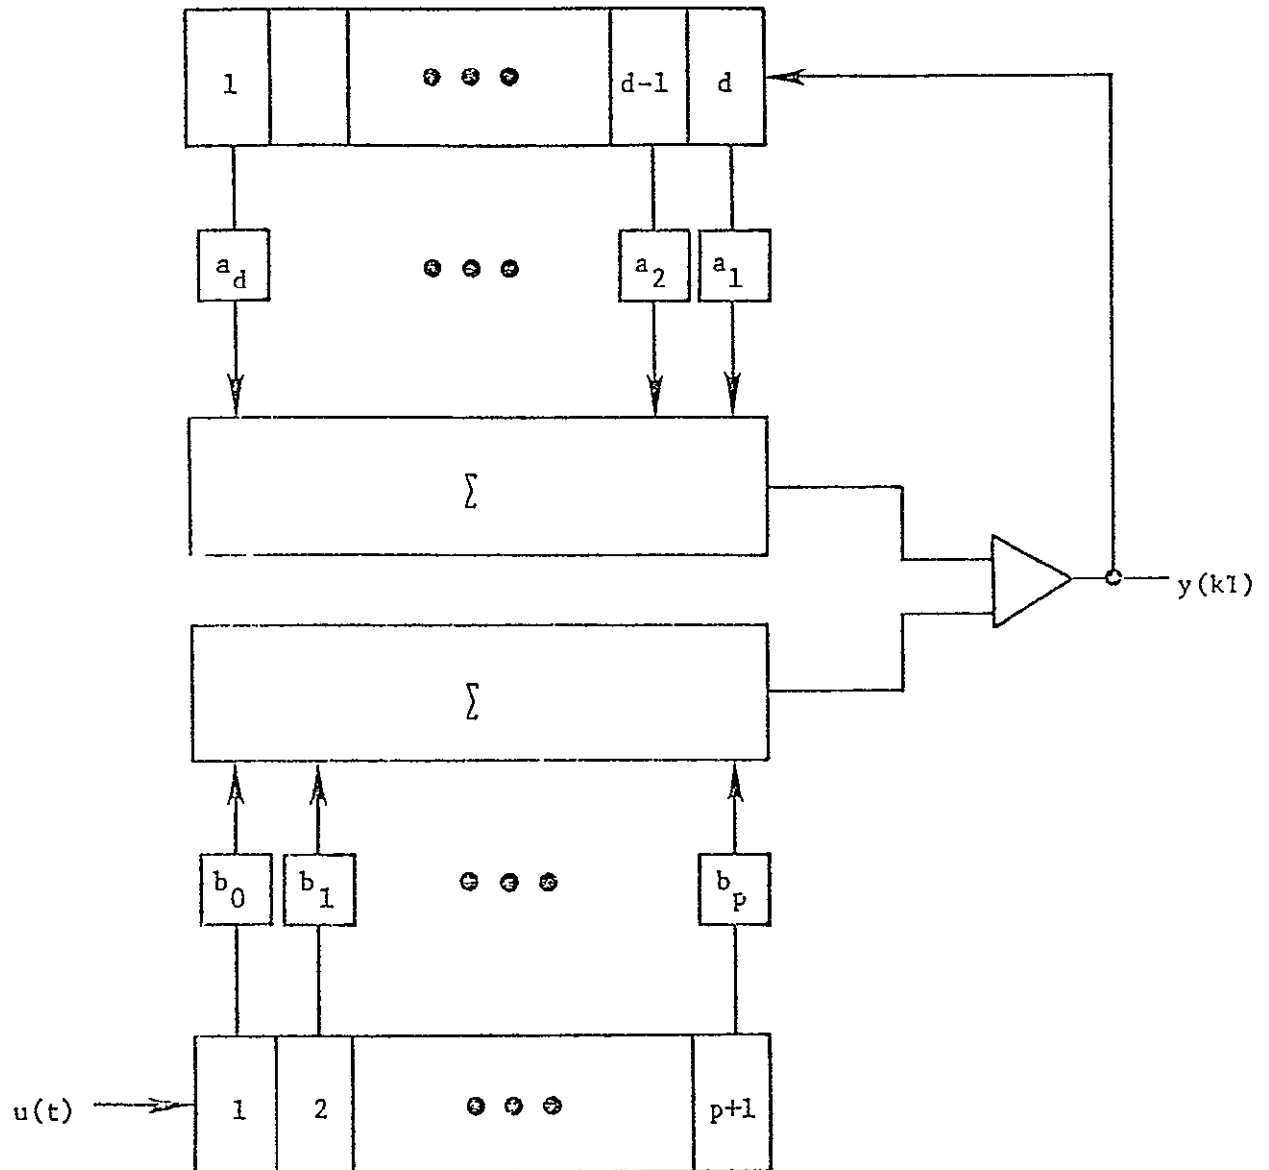 1 ● ● ● d-1 d
a_d ● ● ● a_2 a_1
Σ
y(kT)
Σ
b_0 b_1 ● ● ● b_p
u(t) 1 2 ● ● ● p+1